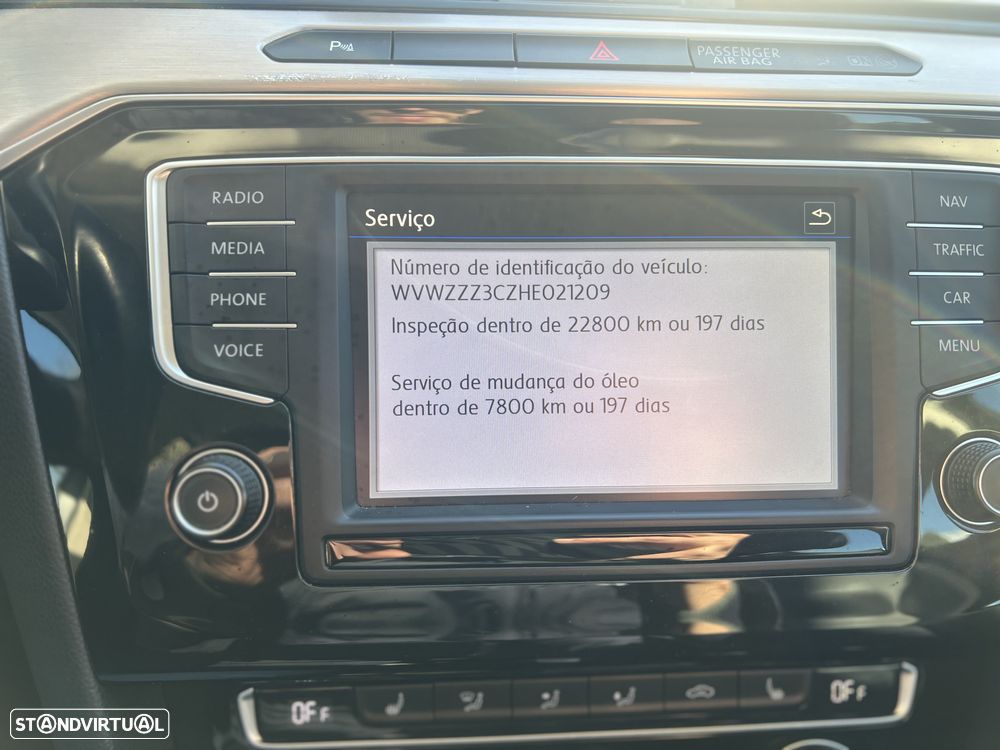 P
PASSENGER
AIR BAG
ON
RADIO
MEDIA
PHONE
VOICE
Serviço
Número de identificação do veículo:
WVWZZZ3CZHE021209
Inspeção dentro de 22800 km ou 197 dias
Serviço de mudança do óleo
dentro de 7800 km ou 197 dias
NAV
TRAFFIC
CAR
MENU
OFF
OFF
STANDVIRTUAL